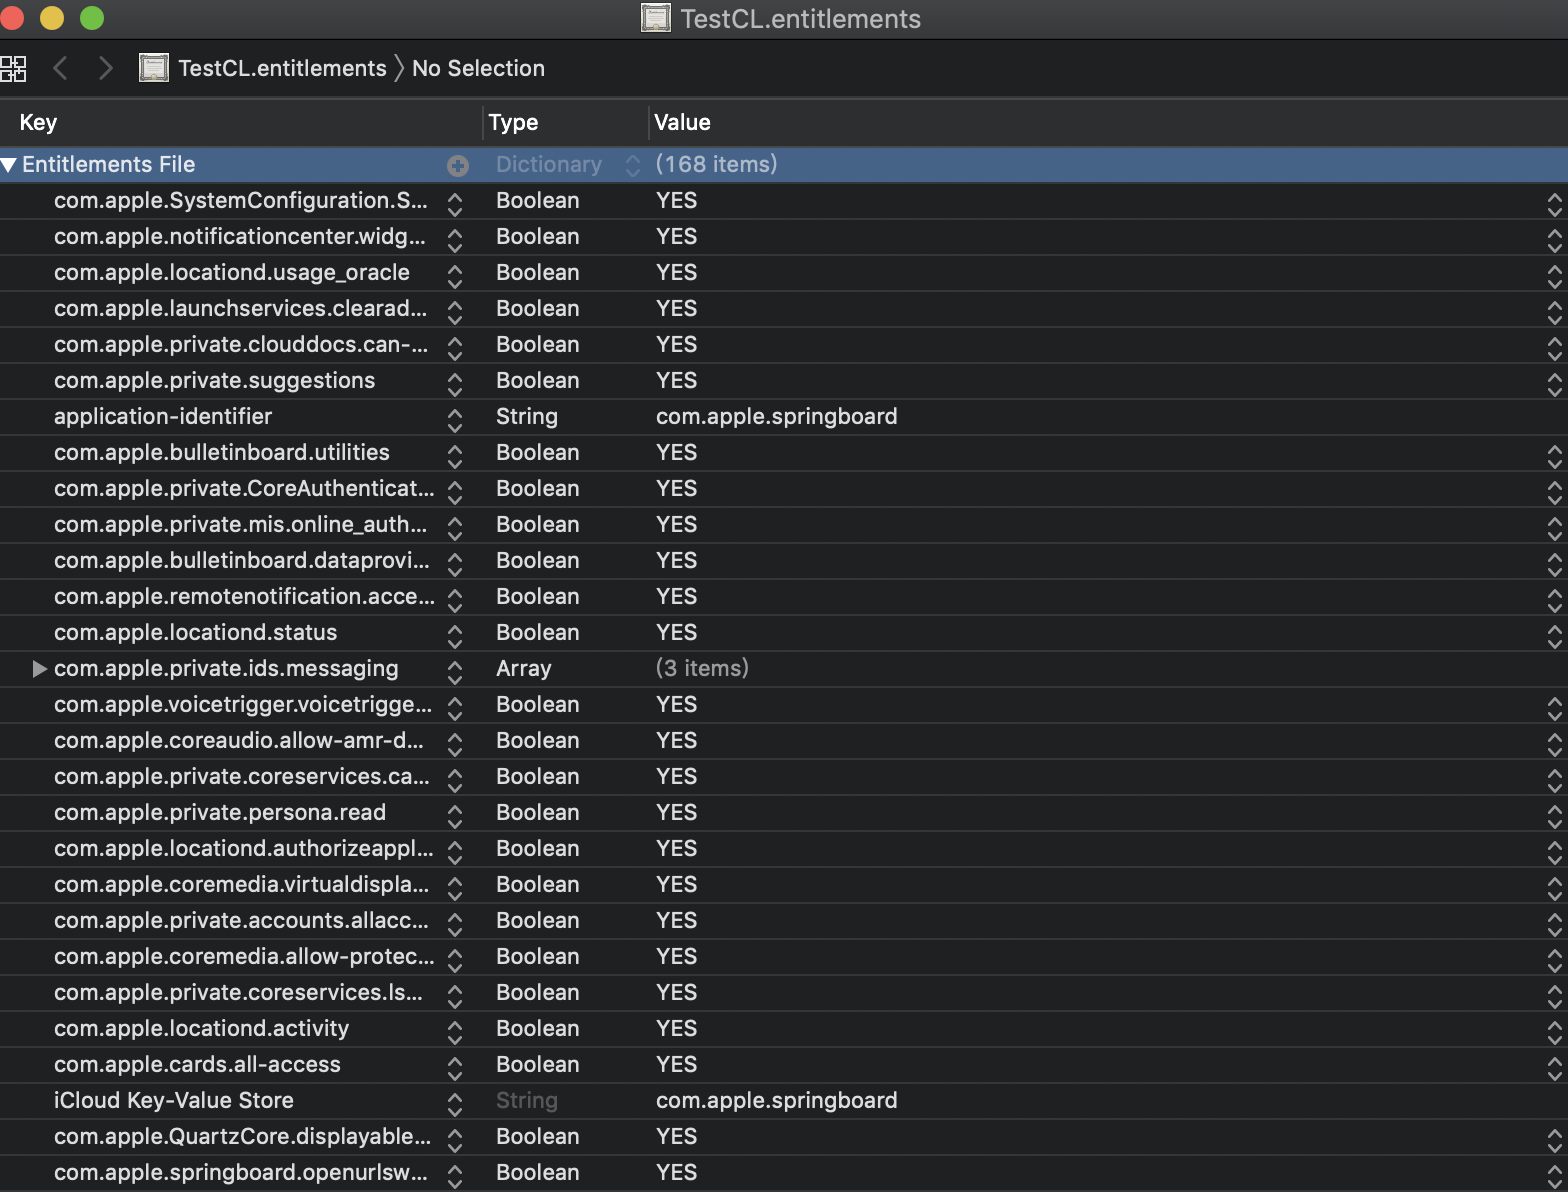 TestCL.entitlements
TestCL.entitlements 〉 No Selection
Key Type Value
Entitlements File Dictionary (168 items)
com.apple.SystemConfiguration.S... Boolean YES
com.apple.notificationcenter.widg... Boolean YES
com.apple.locationd.usage_oracle Boolean YES
com.apple.launchservices.clearad... Boolean YES
com.apple.private.clouddocs.can-... Boolean YES
com.apple.private.suggestions Boolean YES
application-identifier String com.apple.springboard
com.apple.bulletinboard.utilities Boolean YES
com.apple.private.CoreAuthenticat... Boolean YES
com.apple.private.mis.online_auth... Boolean YES
com.apple.bulletinboard.dataprovi... Boolean YES
com.apple.remotenotification.acce... Boolean YES
com.apple.locationd.status Boolean YES
com.apple.private.ids.messaging Array (3 items)
com.apple.voicetrigger.voicetrigge... Boolean YES
com.apple.coreaudio.allow-amr-d... Boolean YES
com.apple.private.coreservices.ca... Boolean YES
com.apple.private.persona.read Boolean YES
com.apple.locationd.authorizeappl... Boolean YES
com.apple.coremedia.virtualdispla... Boolean YES
com.apple.private.accounts.allacc... Boolean YES
com.apple.coremedia.allow-protec... Boolean YES
com.apple.private.coreservices.ls... Boolean YES
com.apple.locationd.activity Boolean YES
com.apple.cards.all-access Boolean YES
iCloud Key-Value Store String com.apple.springboard
com.apple.QuartzCore.displayable... Boolean YES
com.apple.springboard.openurlsw... Boolean YES